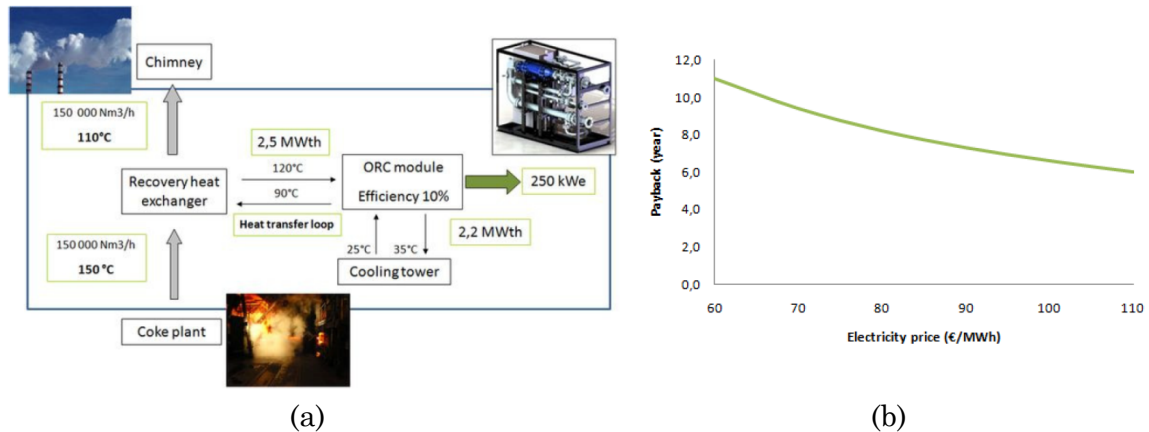 Chimney
150 000 Nm3/h
110°C
2,5 MWth
120°C
90°C
Recovery heat
exchanger
Heat transfer loop
ORC module
Efficiency 10%
250 kWe
2,2 MWth
25°C
35°C
Cooling tower
150 000 Nm3/h
150 °C
Coke plant
(a)
Payback (year)
12,0
10,0
8,0
6,0
4,0
2,0
0,0
60
70
80
90
100
110
Electricity price (€/MWh)
(b)